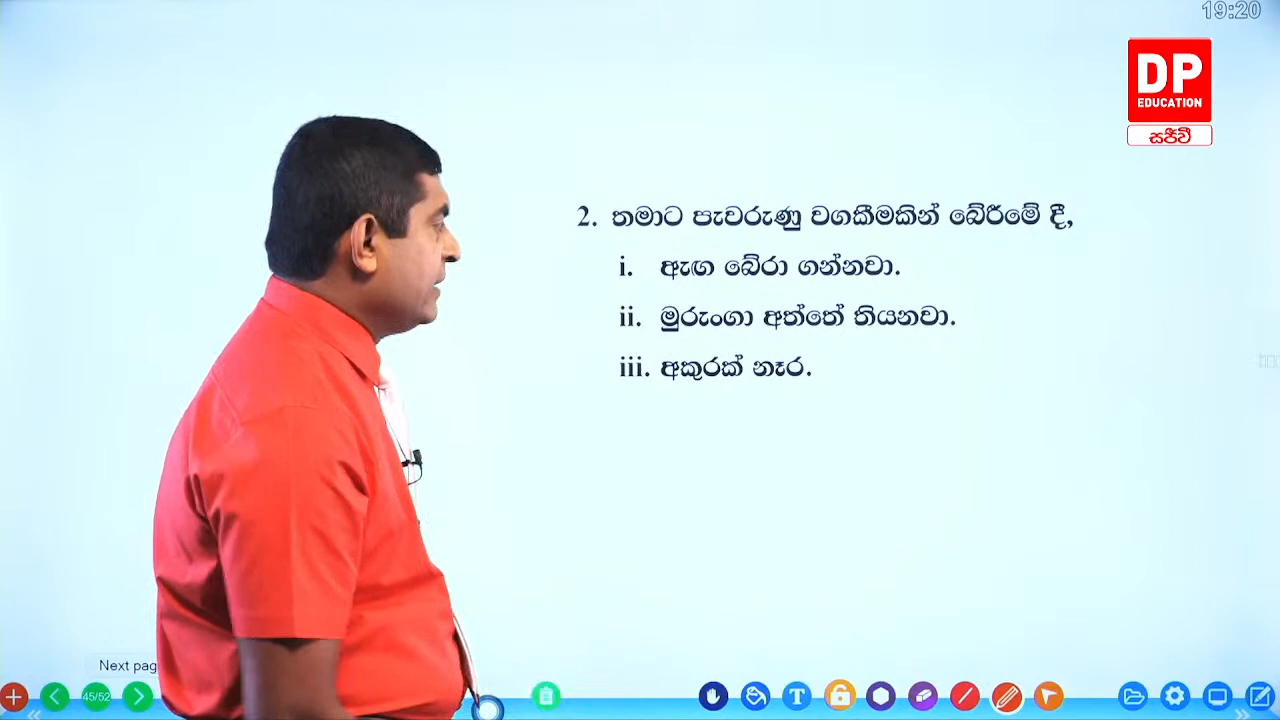 19:20
DP
EDUCATION
සජීවී
2. තමාට පැවරුණු වගකීමකින් බේරීමේ දී,
i. ඇඟ බේරා ගන්නවා.
ii. මුරුංගා අත්තේ තියනවා.
iii. අකුරක් නෑර.
Next pag
45/52
T